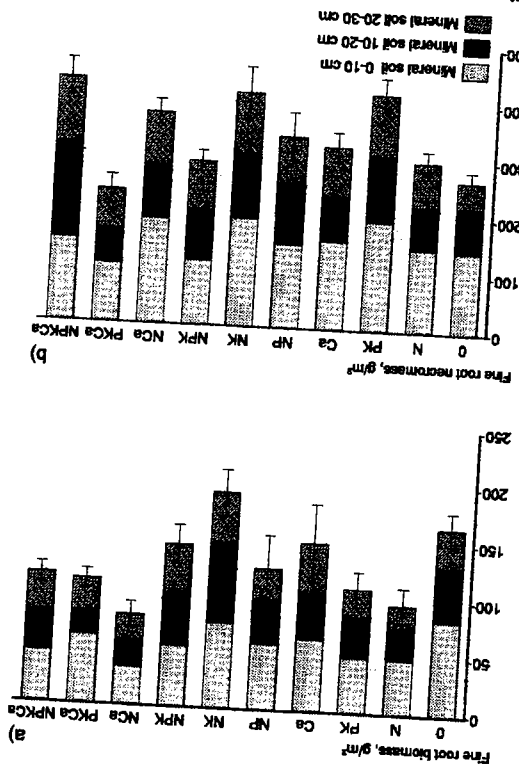 Fine root biomass, g/m²
a)
0 N PK Ca NP NK NPK NCa PKCa NPKCa
0
50
100
150
200
250
Fine root necromass, g/m²
b)
0 N PK Ca NP NK NPK NCa PKCa NPKCa
0
100
200
300
Mineral soil 0-10 cm
Mineral soil 10-20 cm
Mineral soil 20-30 cm